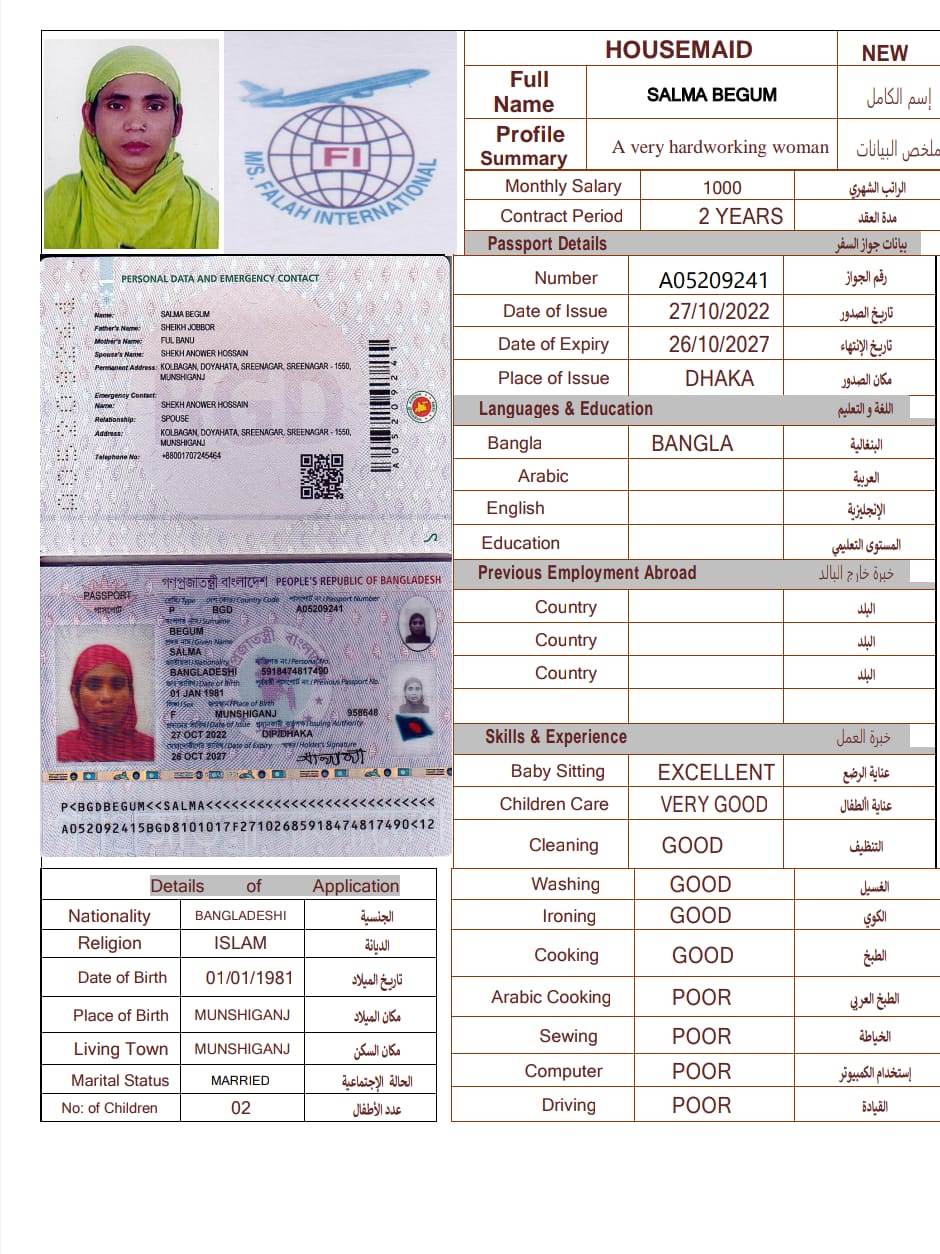 HOUSEMAID NEW
Full Name SALMA BEGUM إسم الكامل
Profile Summary A very hardworking woman ملخص البيانات
Monthly Salary 1000 الراتب الشهري
Contract Period 2 YEARS مدة العقد
FI
M/S. FALAH INTERNATIONAL
Passport Details بيانات جواز السفر
Number A05209241 رقم الجواز
Date of Issue 27/10/2022 تاريخ الصدور
Date of Expiry 26/10/2027 تاريخ الإنتهاء
Place of Issue DHAKA مكان الصدور
Languages & Education اللغة و التعليم
Bangla BANGLA البنغالية
Arabic العربية
English الإنجليزية
Education المستوى التعليمي
Previous Employment Abroad خبرة خارج البالد
Country البلد
Country البلد
Country البلد
Skills & Experience خبرة العمل
Baby Sitting EXCELLENT عناية الرضع
Children Care VERY GOOD عناية األطفال
Cleaning GOOD التنظيف
Washing GOOD الغسيل
Ironing GOOD الكوي
Cooking GOOD الطبخ
Arabic Cooking POOR الطبخ العربي
Sewing POOR الخياطة
Computer POOR إستخدام الكمبيوتر
Driving POOR القيادة
PERSONAL DATA AND EMERGENCY CONTACT
Name: SALMA BEGUM
Father's Name: SHEIKH JOBBOR
Mother's Name: FUL BANU
Spouse's Name: SHEKH ANOWER HOSSAIN
Permanent Address: KOLBAGAN, DOYAHATA, SREENAGAR, SREENAGAR - 1550,
MUNSHIGANJ
Emergency Contact:
Name: SHEKH ANOWER HOSSAIN
Relationship: SPOUSE
Address: KOLBAGAN, DOYAHATA, SREENAGAR, SREENAGAR - 1550,
MUNSHIGANJ
Telephone No: +88001707245464
A05209241
গণপ্রজাতন্ত্রী বাংলাদেশ PEOPLE'S REPUBLIC OF BANGLADESH
PASSPORT
পাসপোর্ট
/Type /Country Code পাসপোর্ট নং/Passport Number
P BGD A05209241
/Surname
BEGUM
/Given Name
SALMA
/Nationality /Personal No.
BANGLADESHI 5918474817490
/Date of Birth /Previous Passport No.
01 JAN 1981
/Sex /Place of Birth
F MUNSHIGANJ 958648
/Date of Issue /Issuing Authority
27 OCT 2022 DIP/DHAKA
/Date of Expiry /Holder's Signature
26 OCT 2027
P<BGDBEGUM<<SALMA<<<<<<<<<<<<<<<<<<<<<<<<<<<
A052092415BGD8101017F27102685918474817490<12
Details of Application
Nationality BANGLADESHI الجنسية
Religion ISLAM الديانة
Date of Birth 01/01/1981 تاريخ الميلاد
Place of Birth MUNSHIGANJ مكان الميلاد
Living Town MUNSHIGANJ مكان السكن
Marital Status MARRIED الحالة الإجتماعية
No: of Children 02 عدد الأطفال